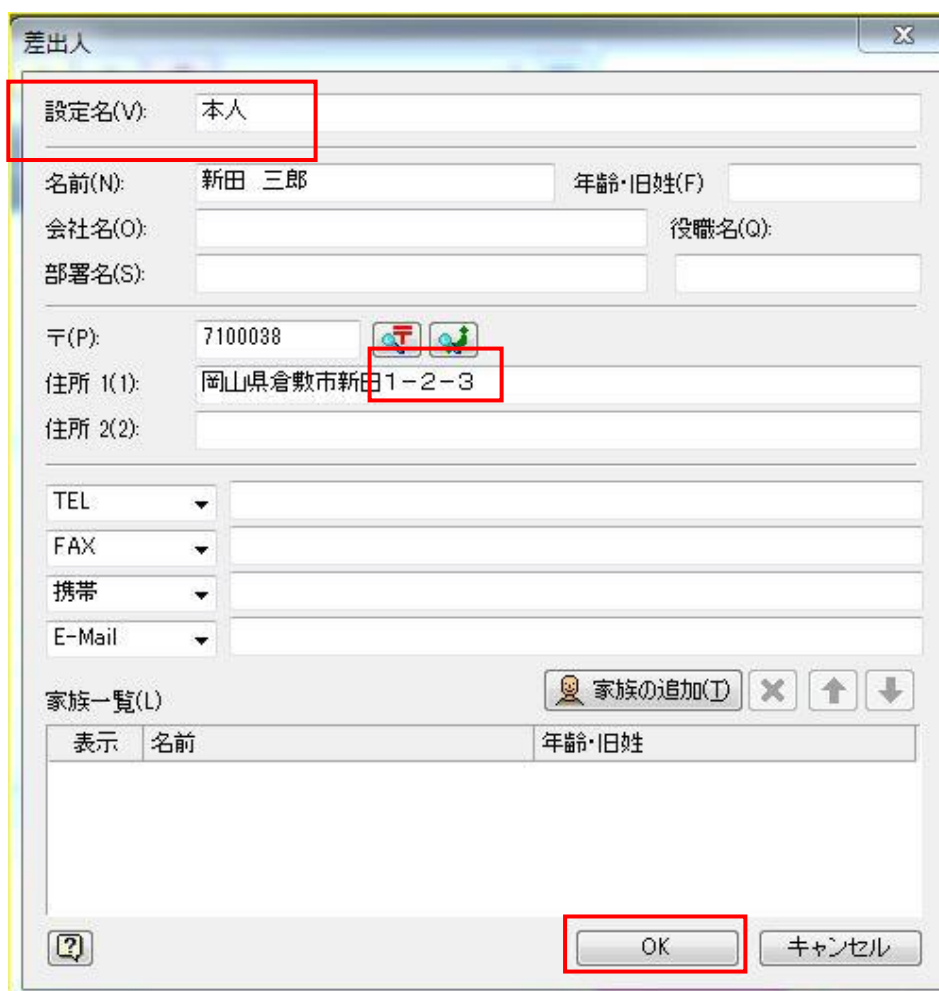 差出人
設定名(V): 本人
名前(N): 新田 三郎 年齢・旧姓(F)
会社名(O): 役職名(Q):
部署名(S):
〒(P): 7100038 〒
住所 1(1): 岡山県倉敷市新田1-2-3
住所 2(2):
TEL
FAX
携帯
E-Mail
家族一覧(L) 家族の追加(T)
表示 名前 年齢・旧姓
OK キャンセル